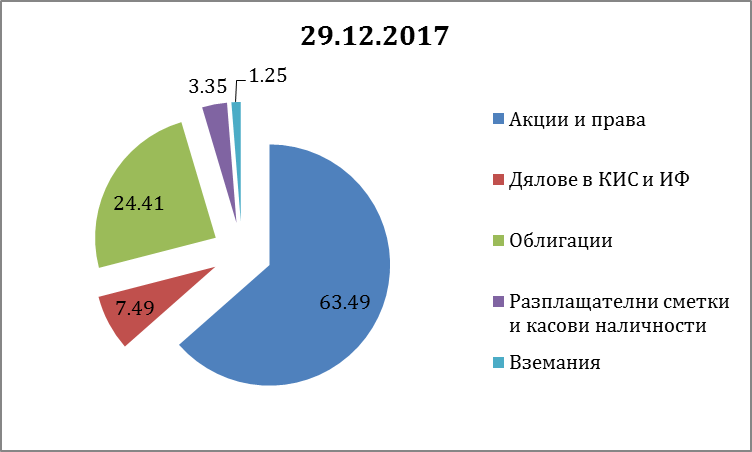 29.12.2017
1.25
3.35
24.41
7.49
63.49
Акции и права
Дялове в КИС и ИФ
Облигации
Разплащателни сметки
и касови наличности
Вземания